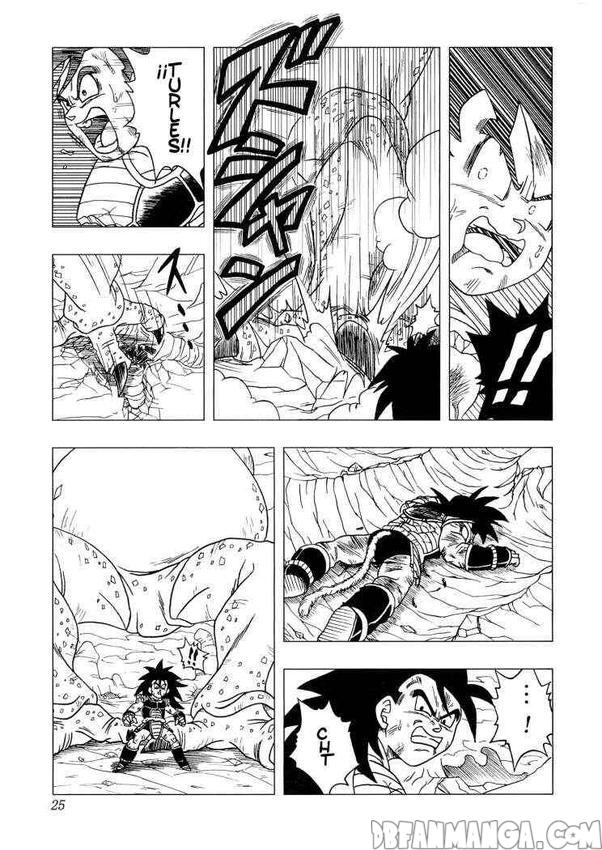 !!
ズシャン
¡¡TURLES!!
ス...
...!
CHT
!!
25
DBFANMANGA.COM